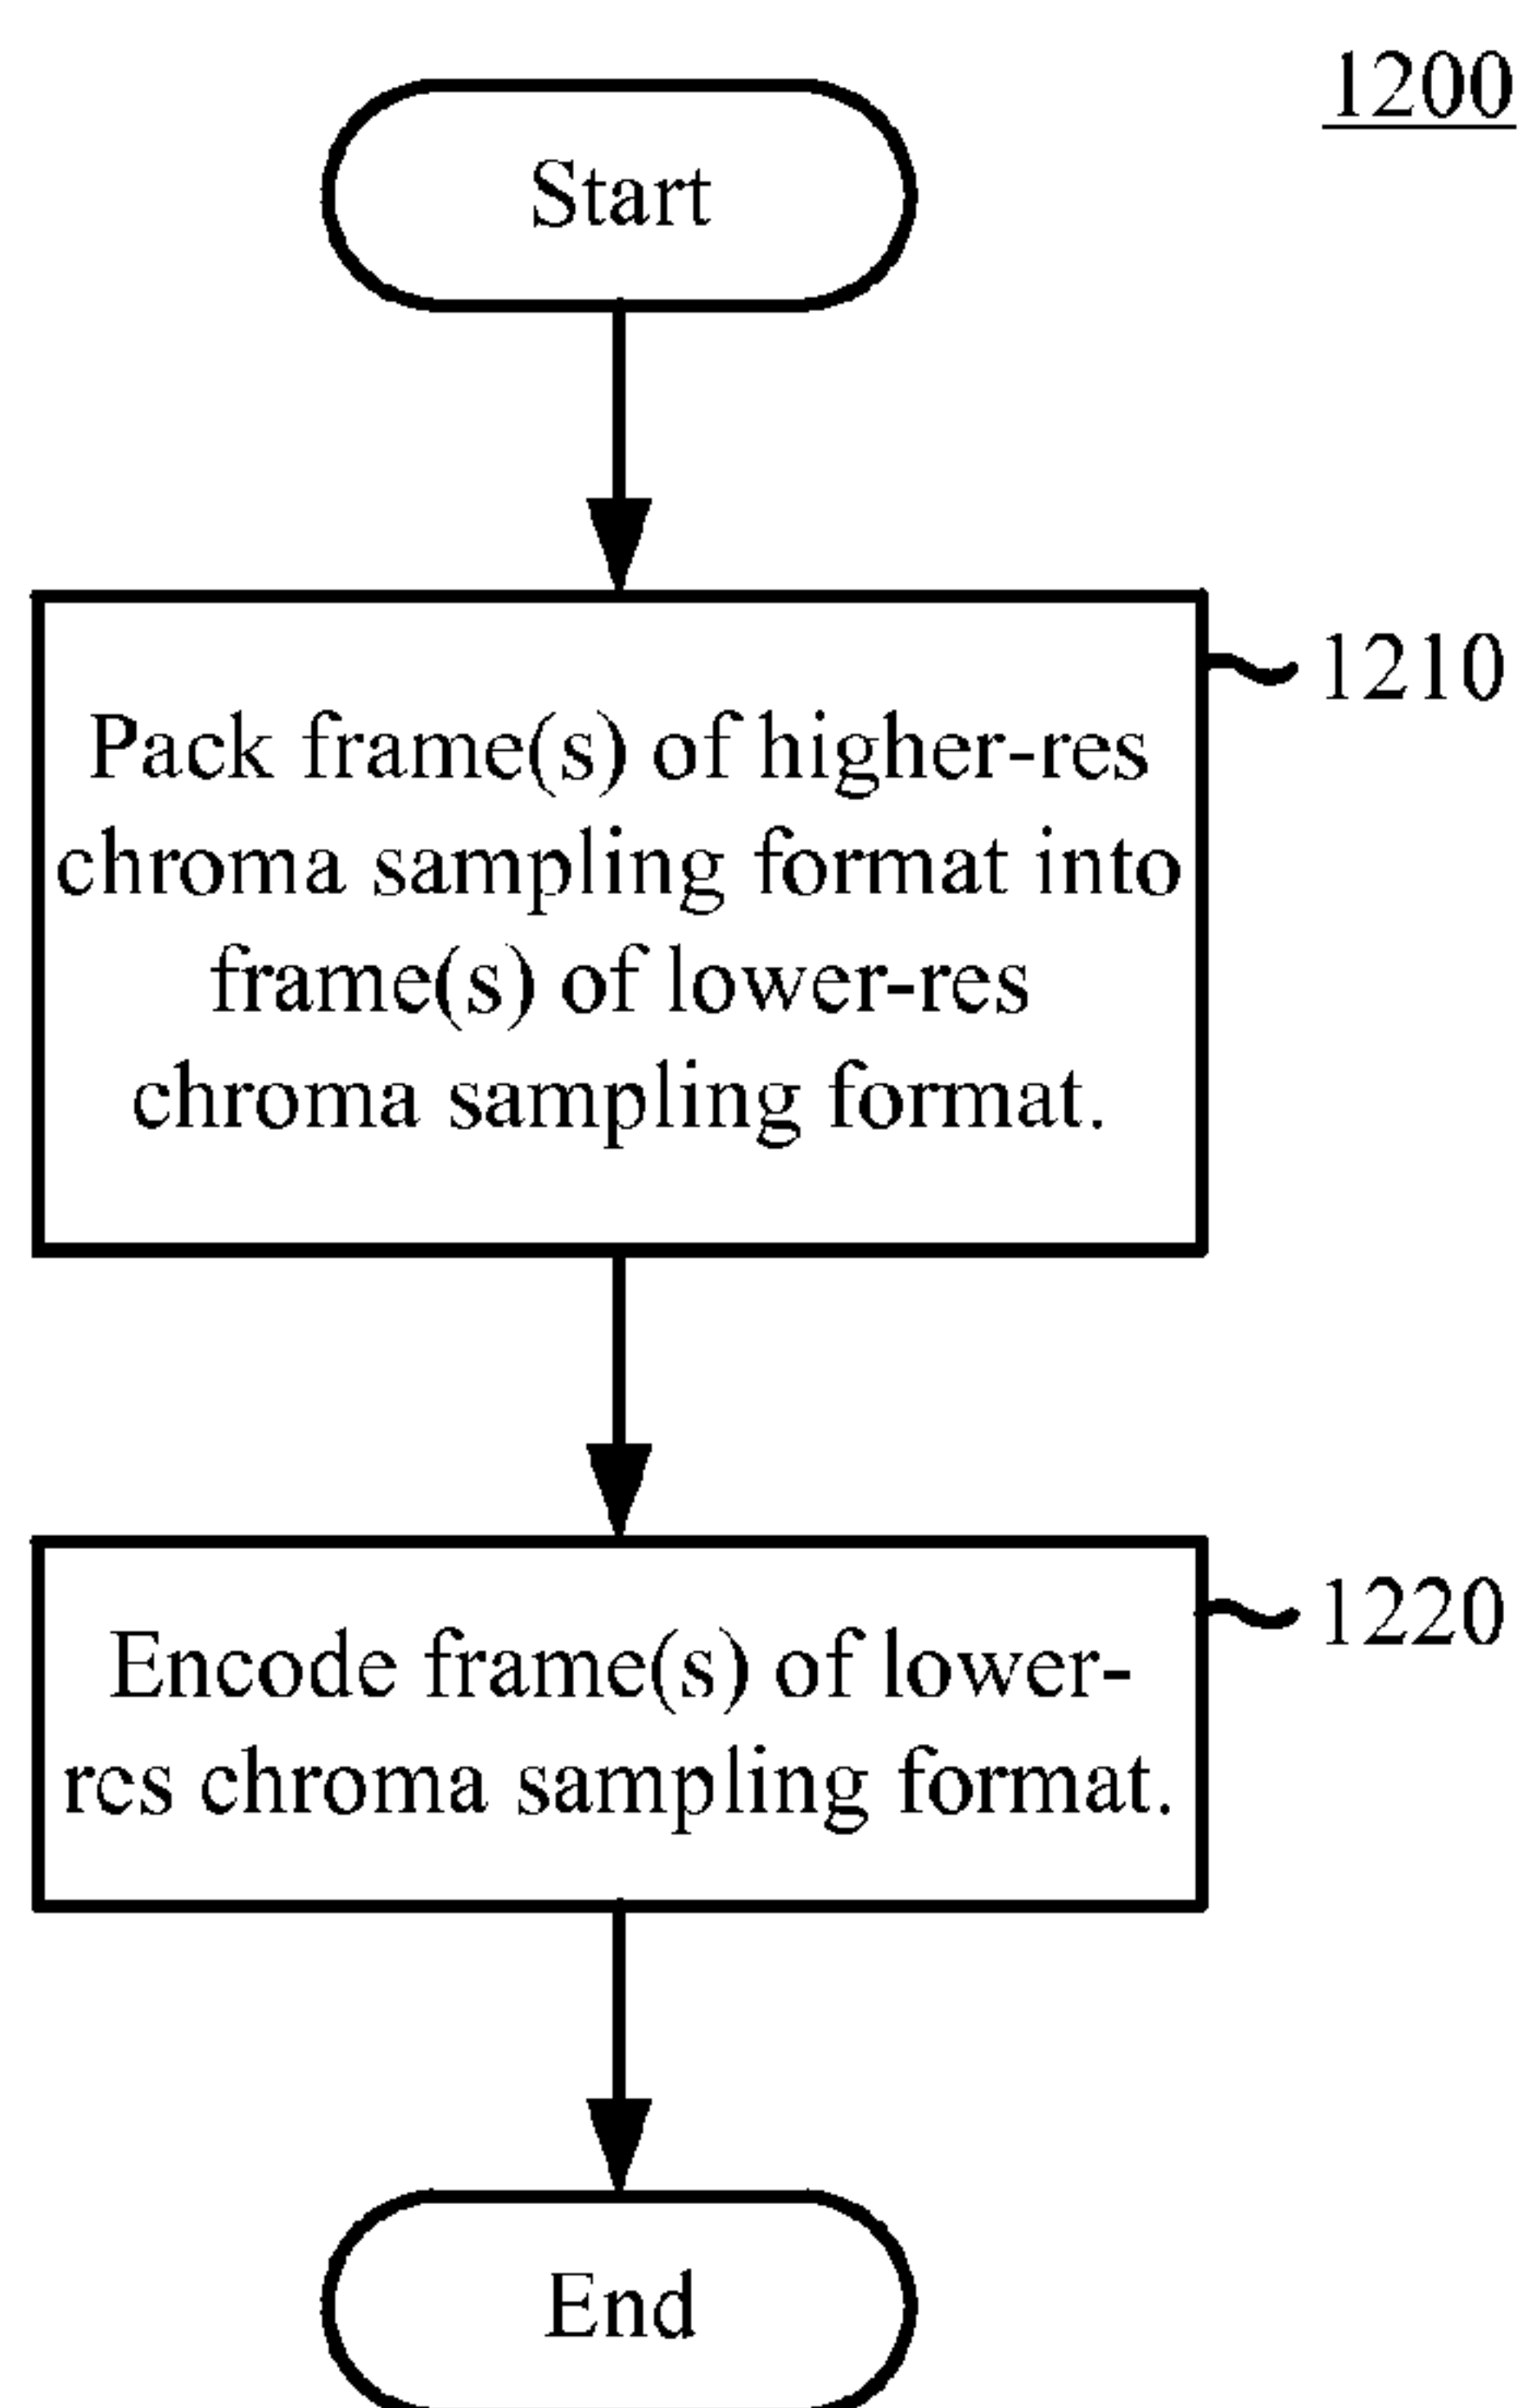 1200
Start
1210
Pack frame(s) of higher-res
chroma sampling format into
frame(s) of lower-res
chroma sampling format.
1220
Encode frame(s) of lower-
res chroma sampling format.
End